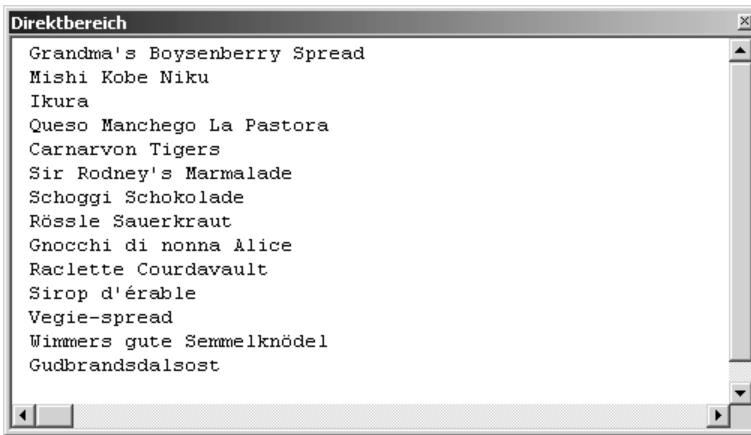 Direktbereich
Grandma's Boysenberry Spread
Mishi Kobe Niku
Ikura
Queso Manchego La Pastora
Carnarvon Tigers
Sir Rodney's Marmalade
Schoggi Schokolade
Rössle Sauerkraut
Gnocchi di nonna Alice
Raclette Courdavault
Sirop d'érable
Vegie-spread
Wimmers gute Semmelknödel
Gudbrandsdalsost